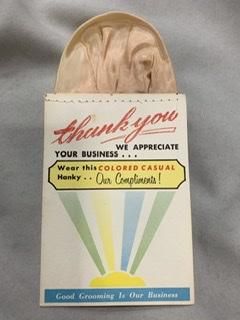 thank you
WE APPRECIATE
YOUR BUSINESS . . .
Wear this COLORED CASUAL
Hanky . . Our Compliments!
Good Grooming Is Our Business